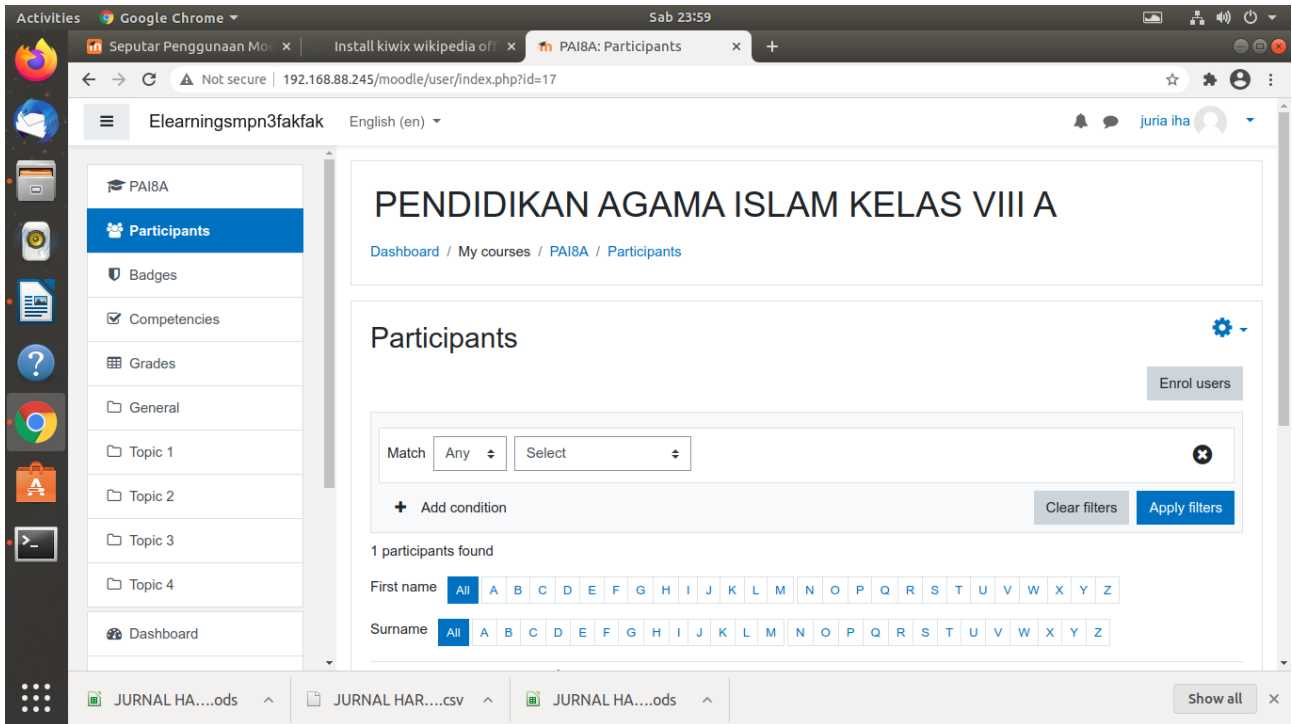 Activities Google Chrome Sab 23:59
Seputar Penggunaan Moo Install kiwix wikipedia off PAI8A: Participants
Not secure 192.168.88.245/moodle/user/index.php?id=17
Elearningsmpn3fakfak English (en) juria iha
PAI8A
Participants
Badges
Competencies
Grades
General
Topic 1
Topic 2
Topic 3
Topic 4
Dashboard
PENDIDIKAN AGAMA ISLAM KELAS VIII A
Dashboard / My courses / PAI8A / Participants
Participants
Enrol users
Match Any Select
Add condition Clear filters Apply filters
1 participants found
First name All A B C D E F G H I J K L M N O P Q R S T U V W X Y Z
Surname All A B C D E F G H I J K L M N O P Q R S T U V W X Y Z
JURNAL HA....ods JURNAL HAR....csv JURNAL HA....ods Show all